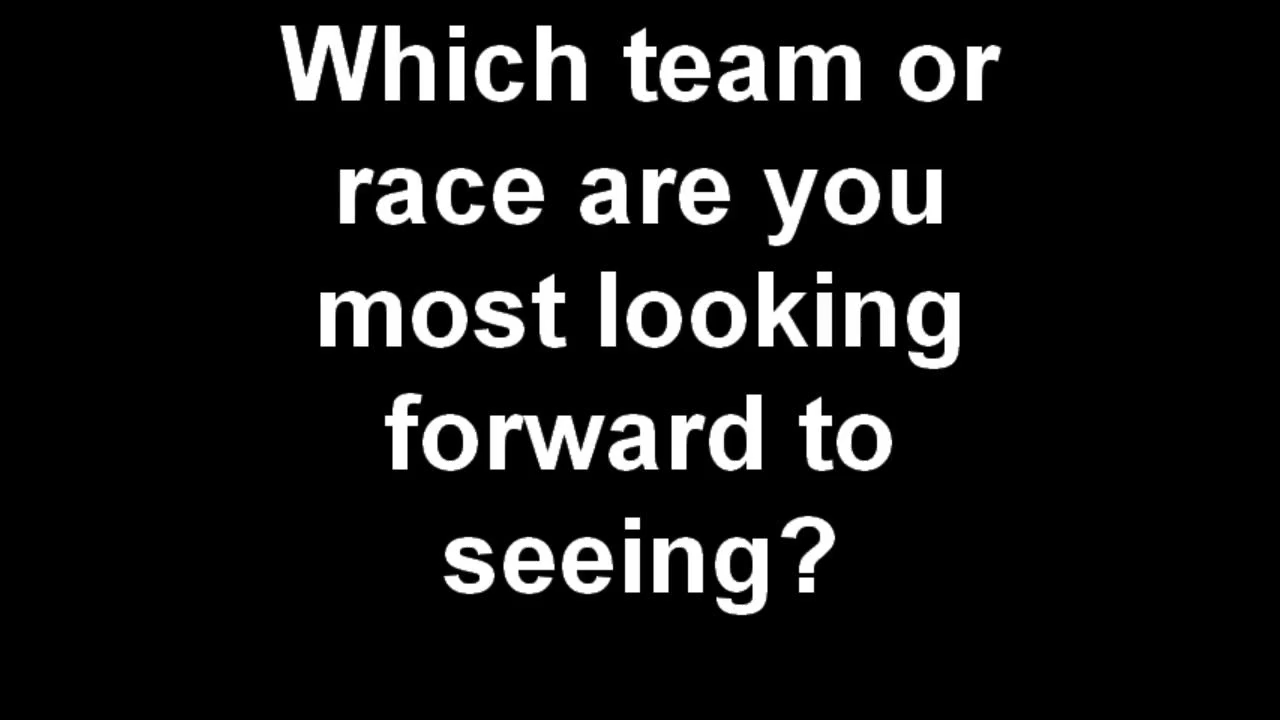 Which team or
race are you
most looking
forward to
seeing?